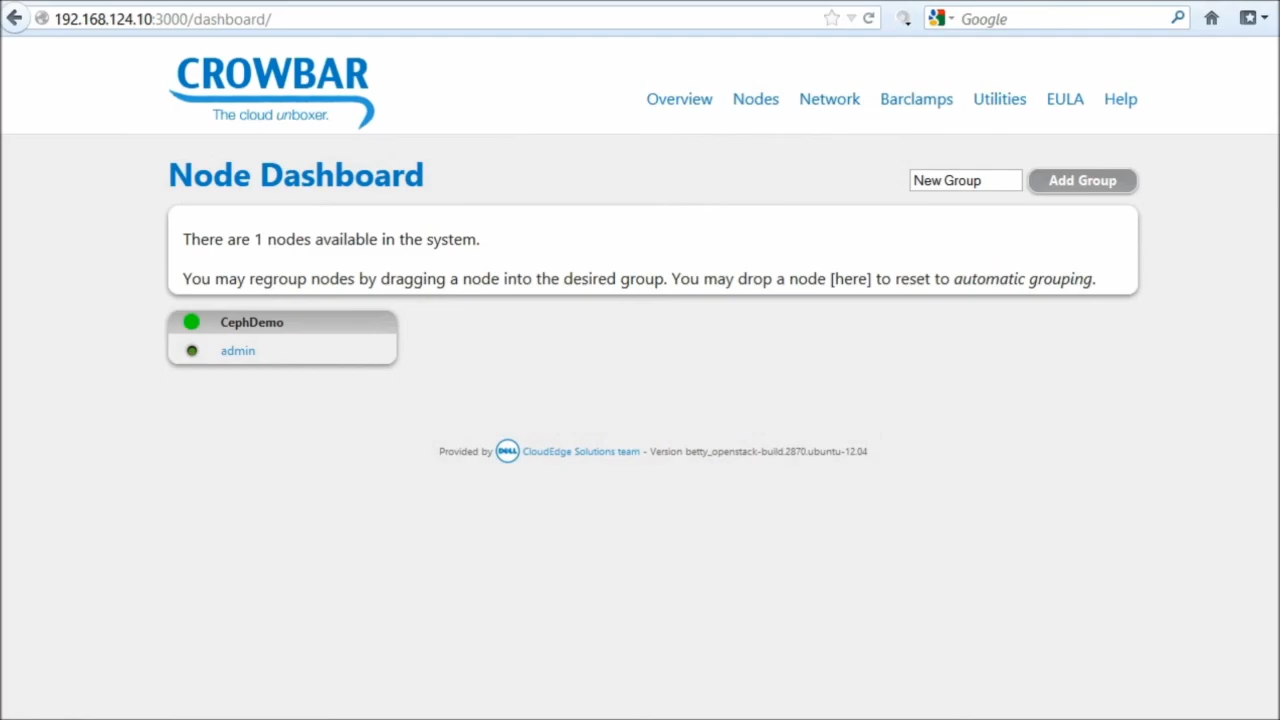 192.168.124.10:3000/dashboard/
Google
CROWBAR
The cloud unboxer.
Overview Nodes Network Barclamps Utilities EULA Help
Node Dashboard
New Group Add Group
There are 1 nodes available in the system.
You may regroup nodes by dragging a node into the desired group. You may drop a node [here] to reset to automatic grouping.
CephDemo
admin
Provided by DELL CloudEdge Solutions team - Version betty_openstack-build.2870.ubuntu-12.04